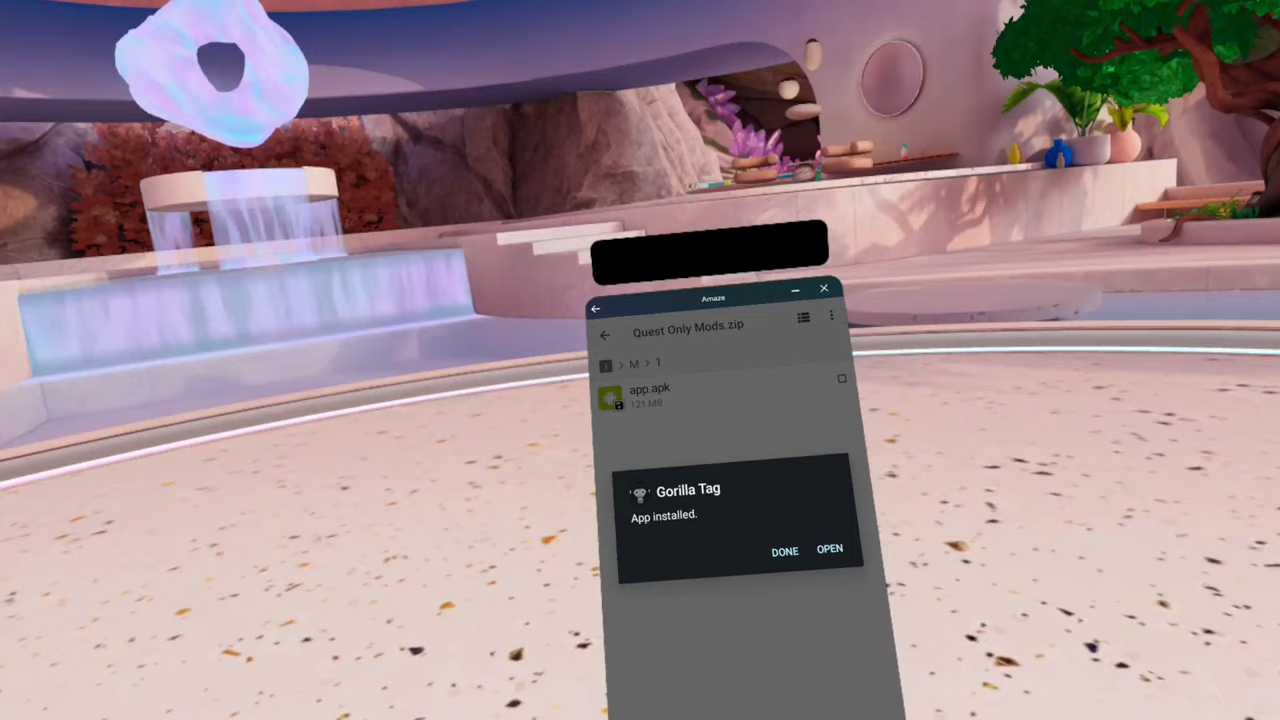 Amaze
Quest Only Mods.zip
M > 1
app.apk
121 MB
Gorilla Tag
App installed.
DONE
OPEN